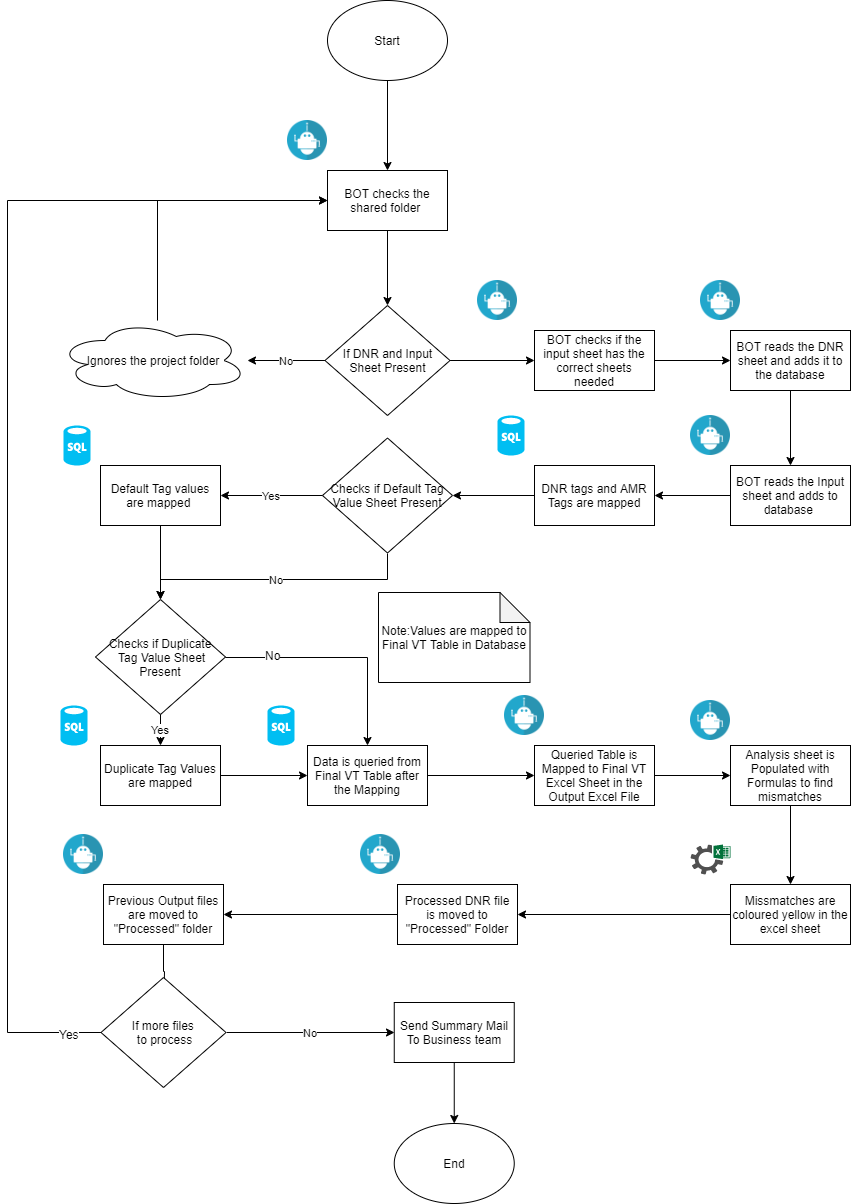 Start
BOT checks the
shared folder
If DNR and Input
Sheet Present
No
Ignores the project folder
BOT checks if the
input sheet has the
correct sheets
needed
BOT reads the DNR
sheet and adds it to
the database
BOT reads the Input
sheet and adds to
database
SQL
DNR tags and AMR
Tags are mapped
Checks if Default Tag
Value Sheet Present
Yes
SQL
Default Tag values
are mapped
No
Note:Values are mapped to
Final VT Table in Database
Checks if Duplicate
Tag Value Sheet
Present
No
Yes
SQL
Duplicate Tag Values
are mapped
SQL
Data is queried from
Final VT Table after
the Mapping
Queried Table is
Mapped to Final VT
Excel Sheet in the
Output Excel File
Analysis sheet is
Populated with
Formulas to find
mismatches
X
Missmatches are
coloured yellow in the
excel sheet
Processed DNR file
is moved to
"Processed" Folder
Previous Output files
are moved to
"Processed" folder
If more files
to process
Yes
No
Send Summary Mail
To Business team
End